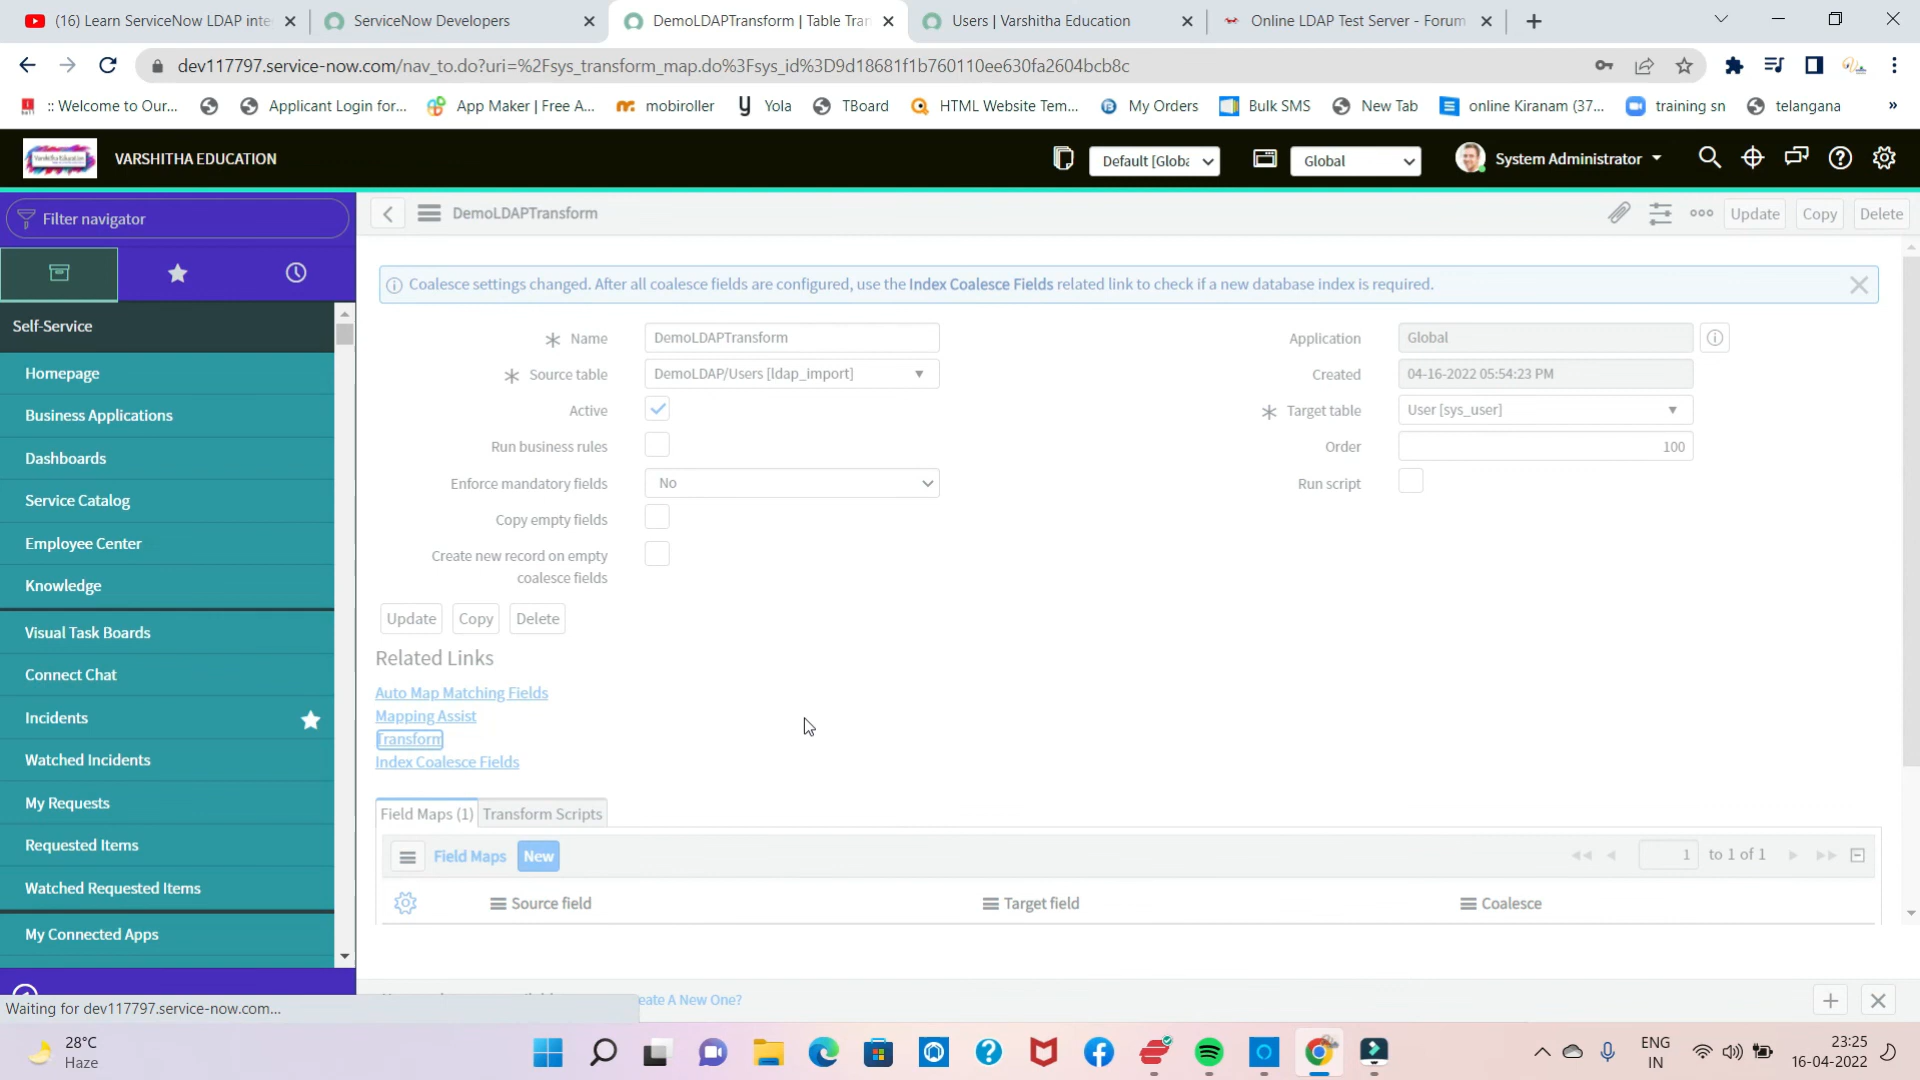 (16) Learn ServiceNow LDAP inte
ServiceNow Developers
DemoLDAPTransform | Table Tran
Users | Varshitha Education
Online LDAP Test Server - Forum
dev117797.service-now.com/nav_to.do?uri=%2Fsys_transform_map.do%3Fsys_id%3D9d18681f1b760110ee630fa2604bcb8c
:: Welcome to Our...
Applicant Login for...
App Maker | Free A...
mobiroller
Yola
TBoard
HTML Website Tem...
My Orders
Bulk SMS
New Tab
online Kiranam (37...
training sn
telangana
»
VARSHITHA EDUCATION
Default [Globa
Global
System Administrator
Filter navigator
DemoLDAPTransform
Update
Copy
Delete
Coalesce settings changed. After all coalesce fields are configured, use the Index Coalesce Fields related link to check if a new database index is required.
Self-Service
Homepage
Business Applications
Dashboards
Service Catalog
Employee Center
Knowledge
Visual Task Boards
Connect Chat
Incidents
Watched Incidents
My Requests
Requested Items
Watched Requested Items
My Connected Apps
Name
DemoLDAPTransform
Source table
DemoLDAP/Users [ldap_import]
Active
Run business rules
Enforce mandatory fields
No
Copy empty fields
Create new record on empty
coalesce fields
Application
Global
Created
04-16-2022 05:54:23 PM
Target table
User [sys_user]
Order
100
Run script
Update
Copy
Delete
Related Links
Auto Map Matching Fields
Mapping Assist
Transform
Index Coalesce Fields
Field Maps (1)
Transform Scripts
Field Maps
New
1
to 1 of 1
Source field
Target field
Coalesce
eate A New One?
Waiting for dev117797.service-now.com...
28°C
Haze
ENG
IN
23:25
16-04-2022